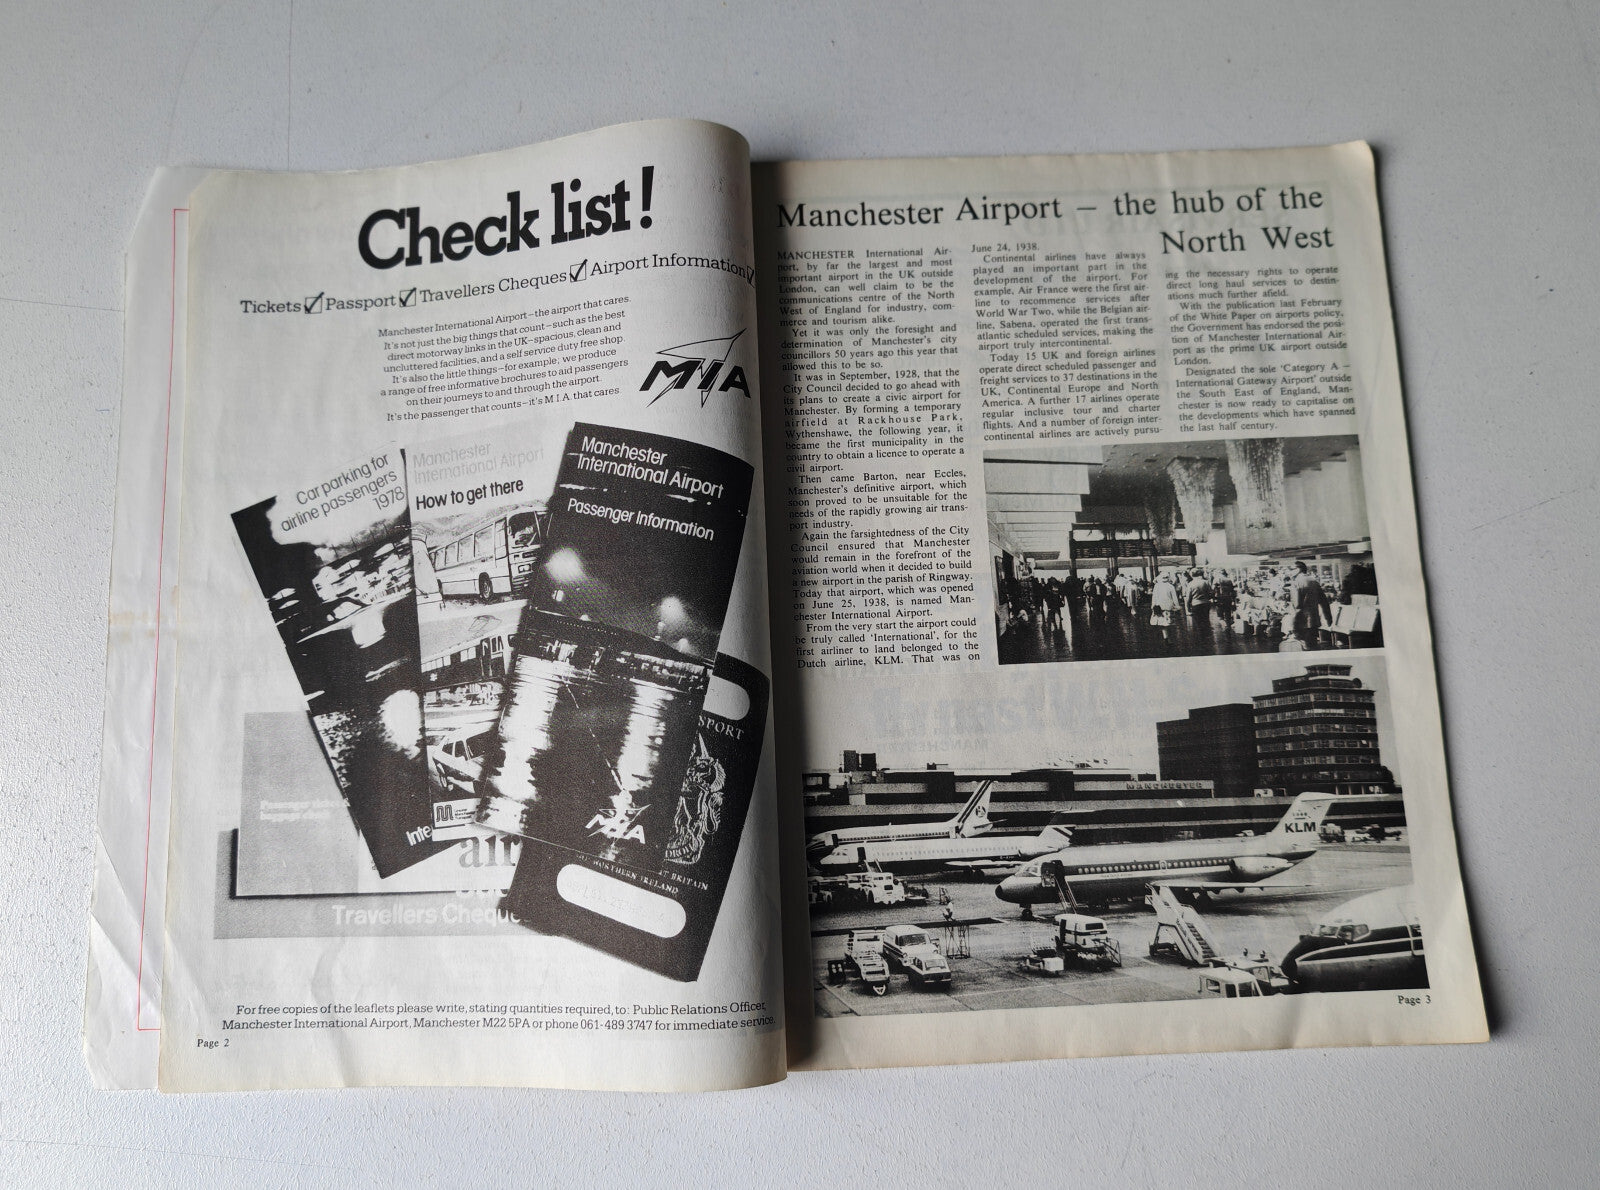 Check list!
Tickets Passport Travellers Cheques Airport Information
Manchester International Airport–the airport that cares.
It's not just the big things that count–such as the best
direct motorway links in the UK–spacious, clean and
uncluttered facilities, and a self service duty free shop.
It's also the little things–for example, we produce
a range of free informative brochures to aid passengers
on their journeys to and through the airport.
It's the passenger that counts–it's M I A that cares.
MIA
Car parking for
airline passengers
1978
Manchester
International Airport
How to get there
Manchester
International Airport
Passenger Information
SPORT
MIA
Inte
air
Travellers Chequ
NORTHERN IRELAND
For free copies of the leaflets please write, stating quantities required, to: Public Relations Officer,
Manchester International Airport, Manchester M22 5PA or phone 061-489 3747 for immediate service.
Page 2
Manchester Airport – the hub of the
North West
MANCHESTER International Air-
port, by far the largest and most
important airport in the UK outside
London, can well claim to be the
communications centre of the North
West of England for industry, com-
merce and tourism alike.
Yet it was only the foresight and
determination of Manchester's city
councillors 50 years ago this year that
allowed this to be so.
It was in September, 1928, that the
City Council decided to go ahead with
its plans to create a civic airport for
Manchester. By forming a temporary
airfield at Rackhouse Park,
Wythenshawe, the following year, it
became the first municipality in the
country to obtain a licence to operate a
civil airport.
Then came Barton, near Eccles,
Manchester's definitive airport, which
soon proved to be unsuitable for the
needs of the rapidly growing air trans-
port industry.
Again the farsightedness of the City
Council ensured that Manchester
would remain in the forefront of the
aviation world when it decided to build
a new airport in the parish of Ringway.
Today that airport, which was opened
on June 25, 1938, is named Man-
chester International Airport.
From the very start the airport could
be truly called 'International', for the
first airliner to land belonged to the
Dutch airline, KLM. That was on
June 24, 1938.
Continental airlines have always
played an important part in the
development of the airport. For
example, Air France were the first air-
line to recommence services after
World War Two, while the Belgian air-
line, Sabena, operated the first trans-
atlantic scheduled services, making the
airport truly intercontinental.
Today 15 UK and foreign airlines
operate direct scheduled passenger and
freight services to 37 destinations in the
UK, Continental Europe and North
America. A further 17 airlines operate
regular inclusive tour and charter
flights. And a number of foreign inter-
continental airlines are actively pursu-
ing the necessary rights to operate
direct long haul services to destin-
ations much further afield.
With the publication last February
of the White Paper on airports policy,
the Government has endorsed the posi-
tion of Manchester International Air-
port as the prime UK airport outside
London.
Designated the sole 'Category A –
International Gateway Airport' outside
the South East of England, Man-
chester is now ready to capitalise on
the developments which have spanned
the last half century.
MANCHESTER
KLM
Page 3